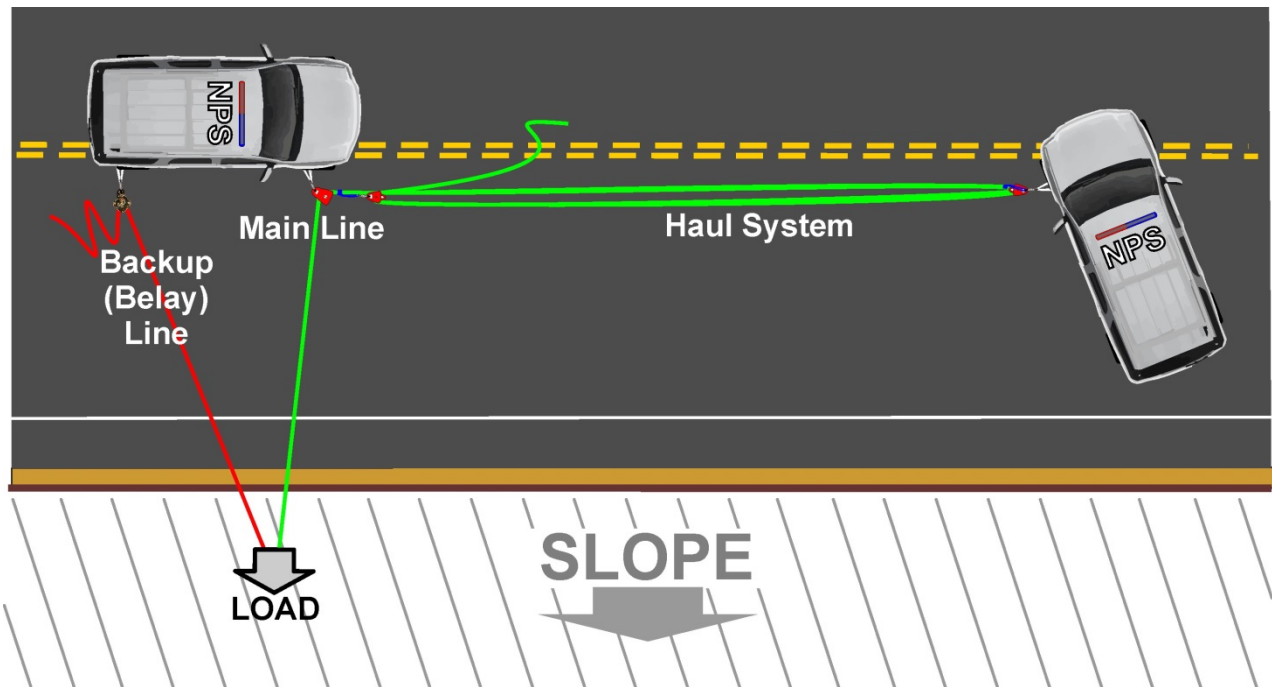 NPS
NPS
Main Line
Haul System
Backup
(Belay)
Line
SLOPE
LOAD